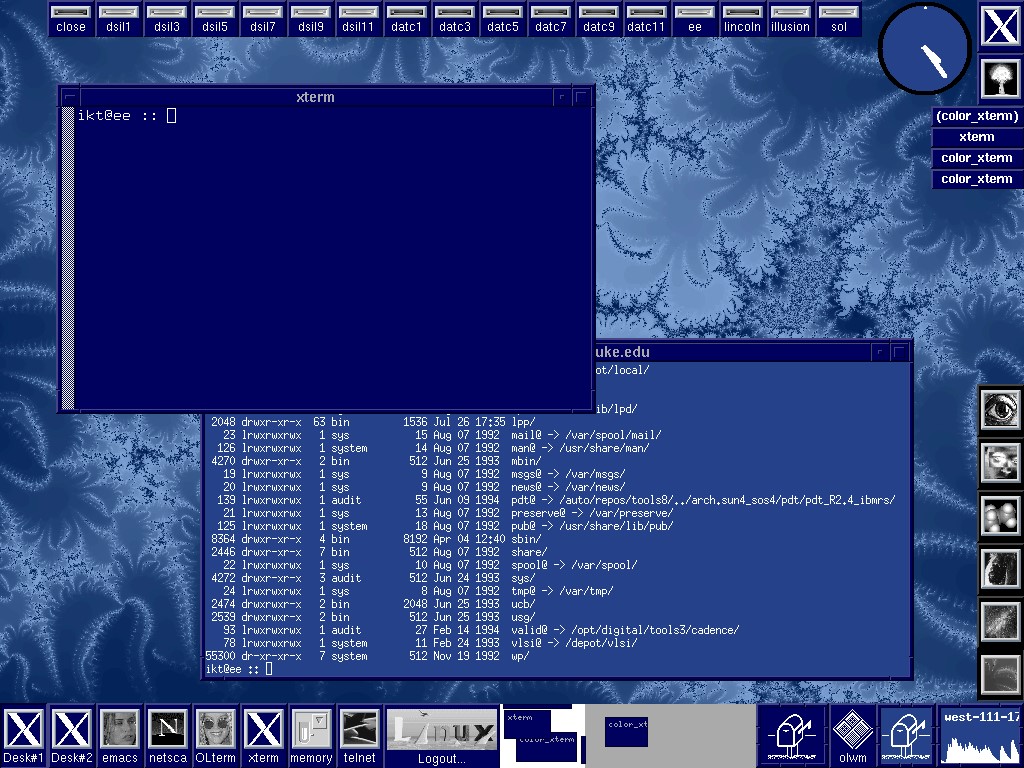 close dsil1 dsil3 dsil5 dsil7 dsil9 dsil11 datc1 datc3 datc5 datc7 datc9 datc11 ee lincoln illusion sol
(color_xterm)
xterm
color_xterm
color_xterm
xterm
ikt@ee ::
uke.edu
ot/local/
ib/lpd/
2048 drwxr-xr-x 63 bin 1536 Jul 26 17:35 lpp/
23 lrwxrwxrwx 1 sys 15 Aug 07 1992 mail@ -> /var/spool/mail/
126 lrwxrwxrwx 1 system 14 Aug 07 1992 man@ -> /usr/share/man/
4270 drwxr-xr-x 2 bin 512 Jun 25 1993 mbin/
19 lrwxrwxrwx 1 sys 9 Aug 07 1992 msgs@ -> /var/msgs/
20 lrwxrwxrwx 1 sys 9 Aug 07 1992 news@ -> /var/news/
139 lrwxrwxrwx 1 audit 55 Jun 09 1994 pdt@ -> /auto/repos/tools8/../arch.sun4_sos4/pdt/pdt_R2.4_ibmrs/
21 lrwxrwxrwx 1 sys 13 Aug 07 1992 preserve@ -> /var/preserve/
125 lrwxrwxrwx 1 system 18 Aug 07 1992 pub@ -> /usr/share/lib/pub/
8364 drwxr-xr-x 4 bin 8192 Apr 04 12:40 sbin/
2446 drwxr-xr-x 7 bin 512 Aug 07 1992 share/
22 lrwxrwxrwx 1 sys 10 Aug 07 1992 spool@ -> /var/spool/
4272 drwxr-xr-x 3 audit 512 Jun 24 1993 sys/
24 lrwxrwxrwx 1 sys 8 Aug 07 1992 tmp@ -> /var/tmp/
2474 drwxr-xr-x 2 bin 2048 Jun 25 1993 ucb/
2539 drwxr-xr-x 2 bin 512 Jun 25 1993 usg/
93 lrwxrwxrwx 1 audit 27 Feb 14 1994 valid@ -> /opt/digital/tools3/cadence/
78 lrwxrwxrwx 1 system 11 Feb 24 1993 vlsi@ -> /depot/vlsi/
55300 dr-xr-xr-x 7 system 512 Nov 19 1992 wp/
ikt@ee ::
Desk#1 Desk#2 emacs netsca OLterm xterm memory telnet
Linux
Logout...
xterm
color_xterm
color_xt
olwm
west-111-17